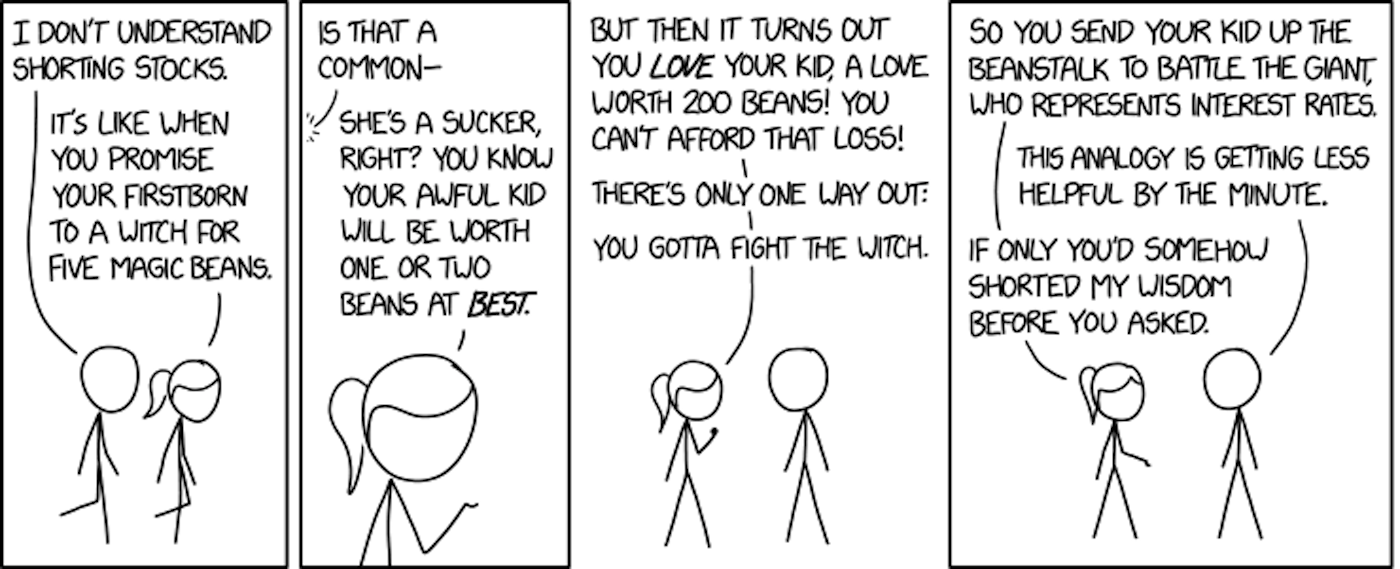 I DON'T UNDERSTAND
SHORTING STOCKS.
IT'S LIKE WHEN
YOU PROMISE
YOUR FIRSTBORN
TO A WITCH FOR
FIVE MAGIC BEANS.
IS THAT A
COMMON—
SHE'S A SUCKER,
RIGHT? YOU KNOW
YOUR AWFUL KID
WILL BE WORTH
ONE OR TWO
BEANS AT BEST.
BUT THEN IT TURNS OUT
YOU LOVE YOUR KID, A LOVE
WORTH 200 BEANS! YOU
CAN'T AFFORD THAT LOSS!
THERE'S ONLY ONE WAY OUT:
YOU GOTTA FIGHT THE WITCH.
SO YOU SEND YOUR KID UP THE
BEANSTALK TO BATTLE THE GIANT,
WHO REPRESENTS INTEREST RATES.
THIS ANALOGY IS GETTING LESS
HELPFUL BY THE MINUTE.
IF ONLY YOU'D SOMEHOW
SHORTED MY WISDOM
BEFORE YOU ASKED.